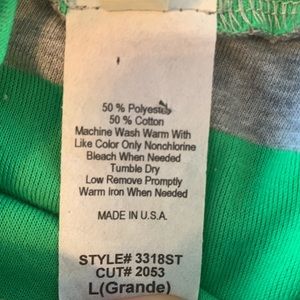 50 % Polyester
50 % Cotton
Machine Wash Warm With
Like Color Only Nonchlorine
Bleach When Needed
Tumble Dry
Low Remove Promptly
Warm Iron When Needed
MADE IN U.S.A.
STYLE# 3318ST
CUT# 2053
L(Grande)